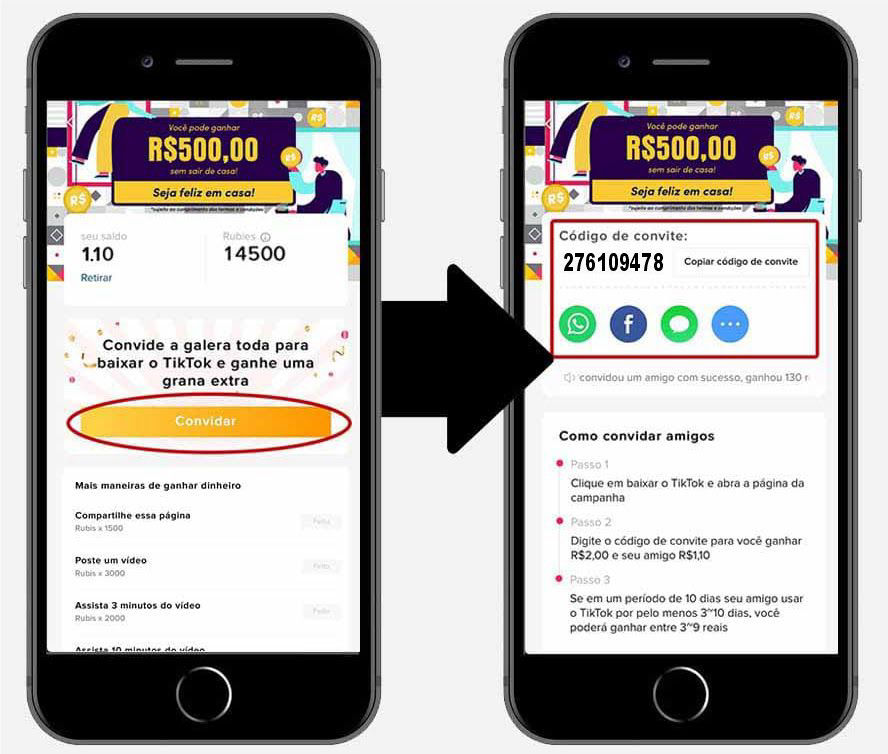 Você pode ganhar
R$500,00
sem sair de casa!
R$
R$
Seja feliz em casa!
R$
*sujeito ao cumprimento dos termos e condições
seu saldo
Rubies
1.10
14500
Retirar
Convide a galera toda para
baixar o TikTok e ganhe uma
grana extra
Convidar
Mais maneiras de ganhar dinheiro
Compartilhe essa página
Rubis x 1500
Feito
Poste um vídeo
Rubis x 3000
Feito
Assista 3 minutos do vídeo
Rubis x 2000
Feito
Assista 10 minutos do vídeo
Você pode ganhar
R$500,00
sem sair de casa!
R$
R$
Seja feliz em casa!
R$
*sujeito ao cumprimento dos termos e condições
Código de convite:
276109478
Copiar código de convite
convidou um amigo com sucesso, ganhou 130 r
Como convidar amigos
Passo 1
Clique em baixar o TikTok e abra a página da
campanha
Passo 2
Digite o código de convite para você ganhar
R$2,00 e seu amigo R$1,10
Passo 3
Se em um período de 10 dias seu amigo usar
o TikTok por pelo menos 3~10 dias, você
poderá ganhar entre 3~9 reais